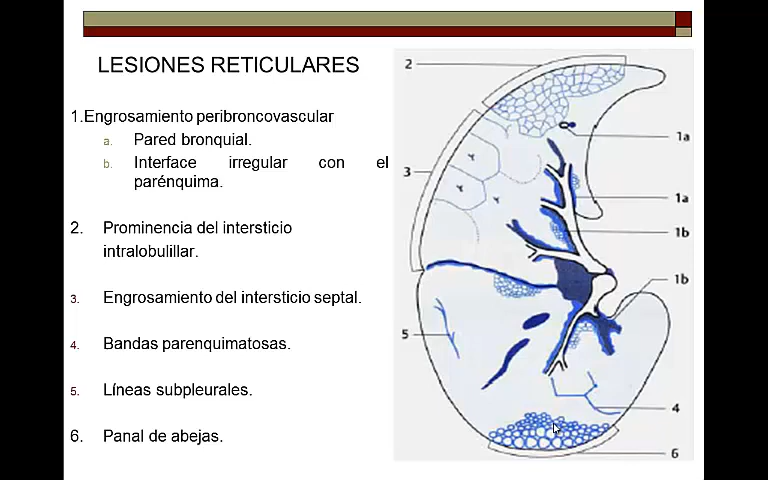 LESIONES RETICULARES
1.Engrosamiento peribroncovascular
a. Pared bronquial.
b. Interface irregular con el
parénquima.
2. Prominencia del intersticio
intralobulillar.
3. Engrosamiento del intersticio septal.
4. Bandas parenquimatosas.
5. Líneas subpleurales.
6. Panal de abejas.
2
1a
3
1a
1b
1b
5
4
6